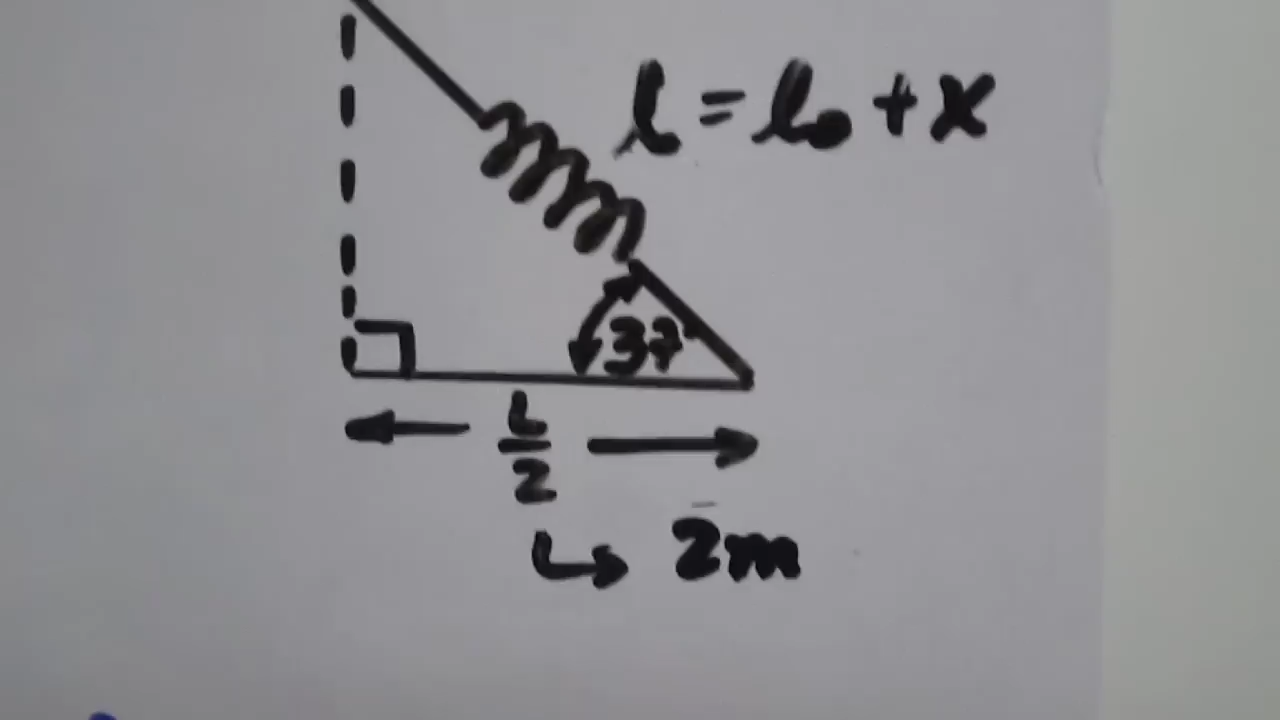 l = l₀ + x
37°
L/2
↳ 2m